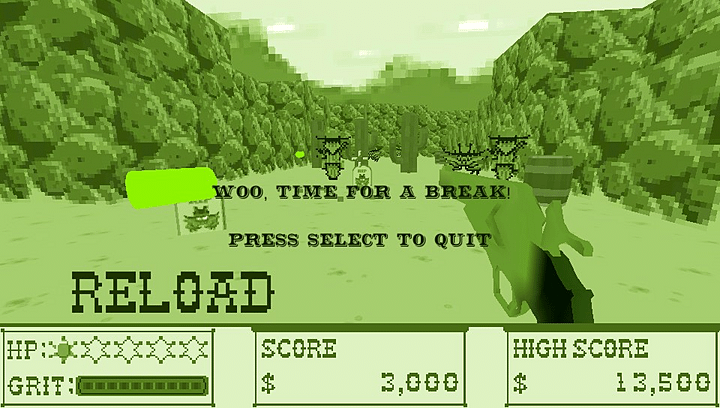 WOO, TIME FOR A BREAK!
PRESS SELECT TO QUIT
RELOAD
HP:
GRIT:
SCORE
$ 3,000
HIGH SCORE
$ 13,500